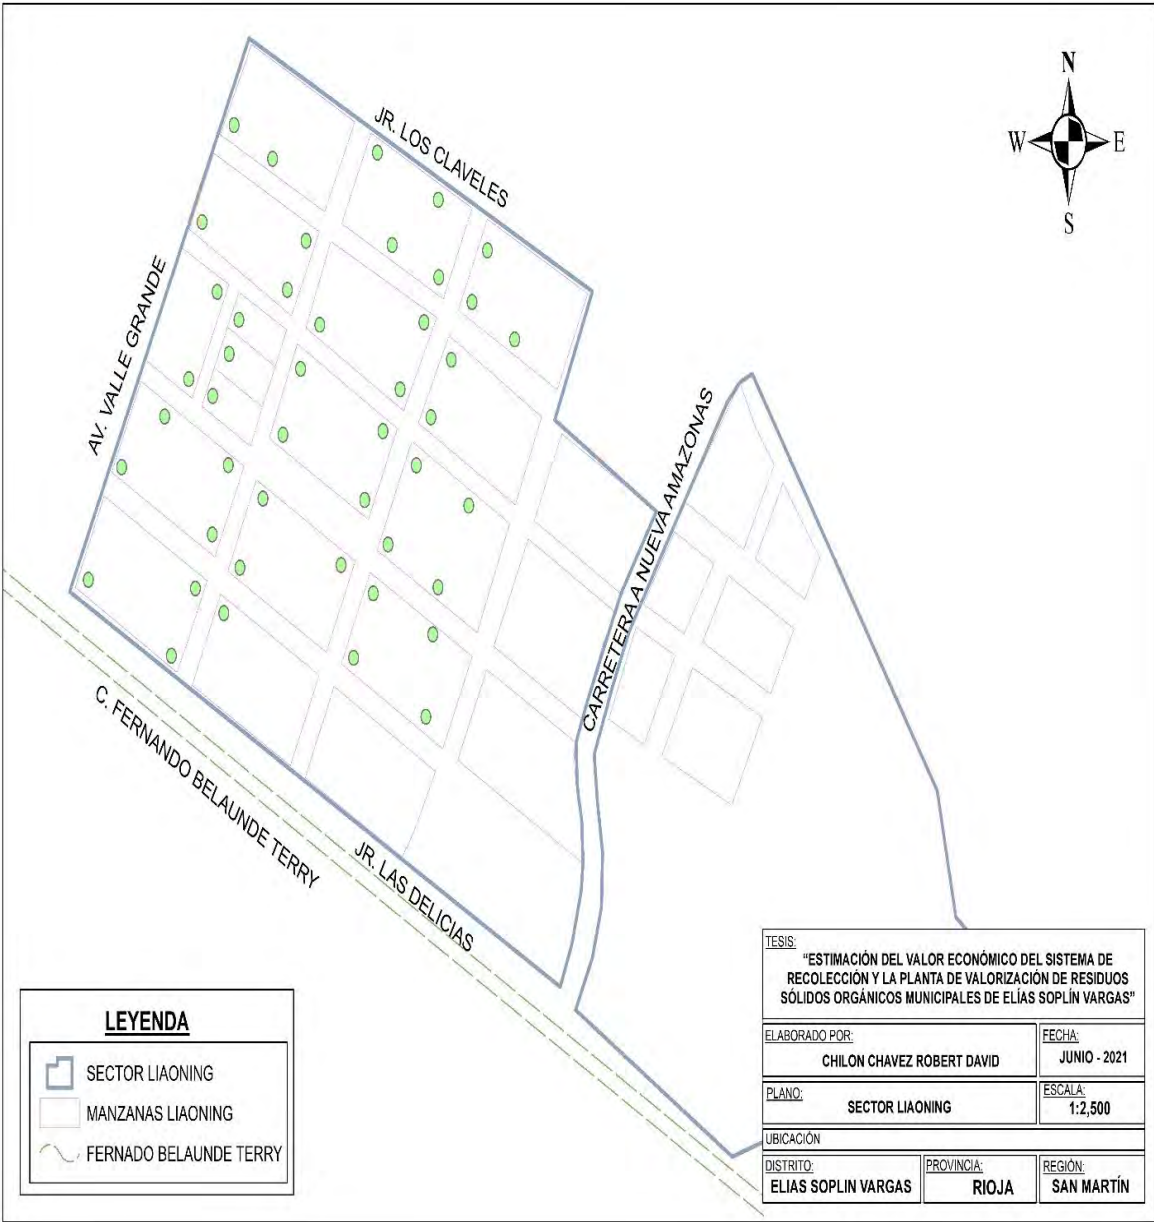 N
W
E
S
JR. LOS CLAVELES
AV. VALLE GRANDE
CARRETERA A NUEVA AMAZONAS
C. FERNANDO BELAUNDE TERRY
JR. LAS DELICIAS
LEYENDA
SECTOR LIAONING
MANZANAS LIAONING
FERNADO BELAUNDE TERRY
TESIS:
"ESTIMACIÓN DEL VALOR ECONÓMICO DEL SISTEMA DE
RECOLECCIÓN Y LA PLANTA DE VALORIZACIÓN DE RESIDUOS
SÓLIDOS ORGÁNICOS MUNICIPALES DE ELÍAS SOPLÍN VARGAS"
ELABORADO POR:
CHILON CHAVEZ ROBERT DAVID
FECHA:
JUNIO - 2021
PLANO:
SECTOR LIAONING
ESCALA:
1:2,500
UBICACIÓN
DISTRITO:
ELIAS SOPLIN VARGAS
PROVINCIA:
RIOJA
REGIÓN:
SAN MARTÍN